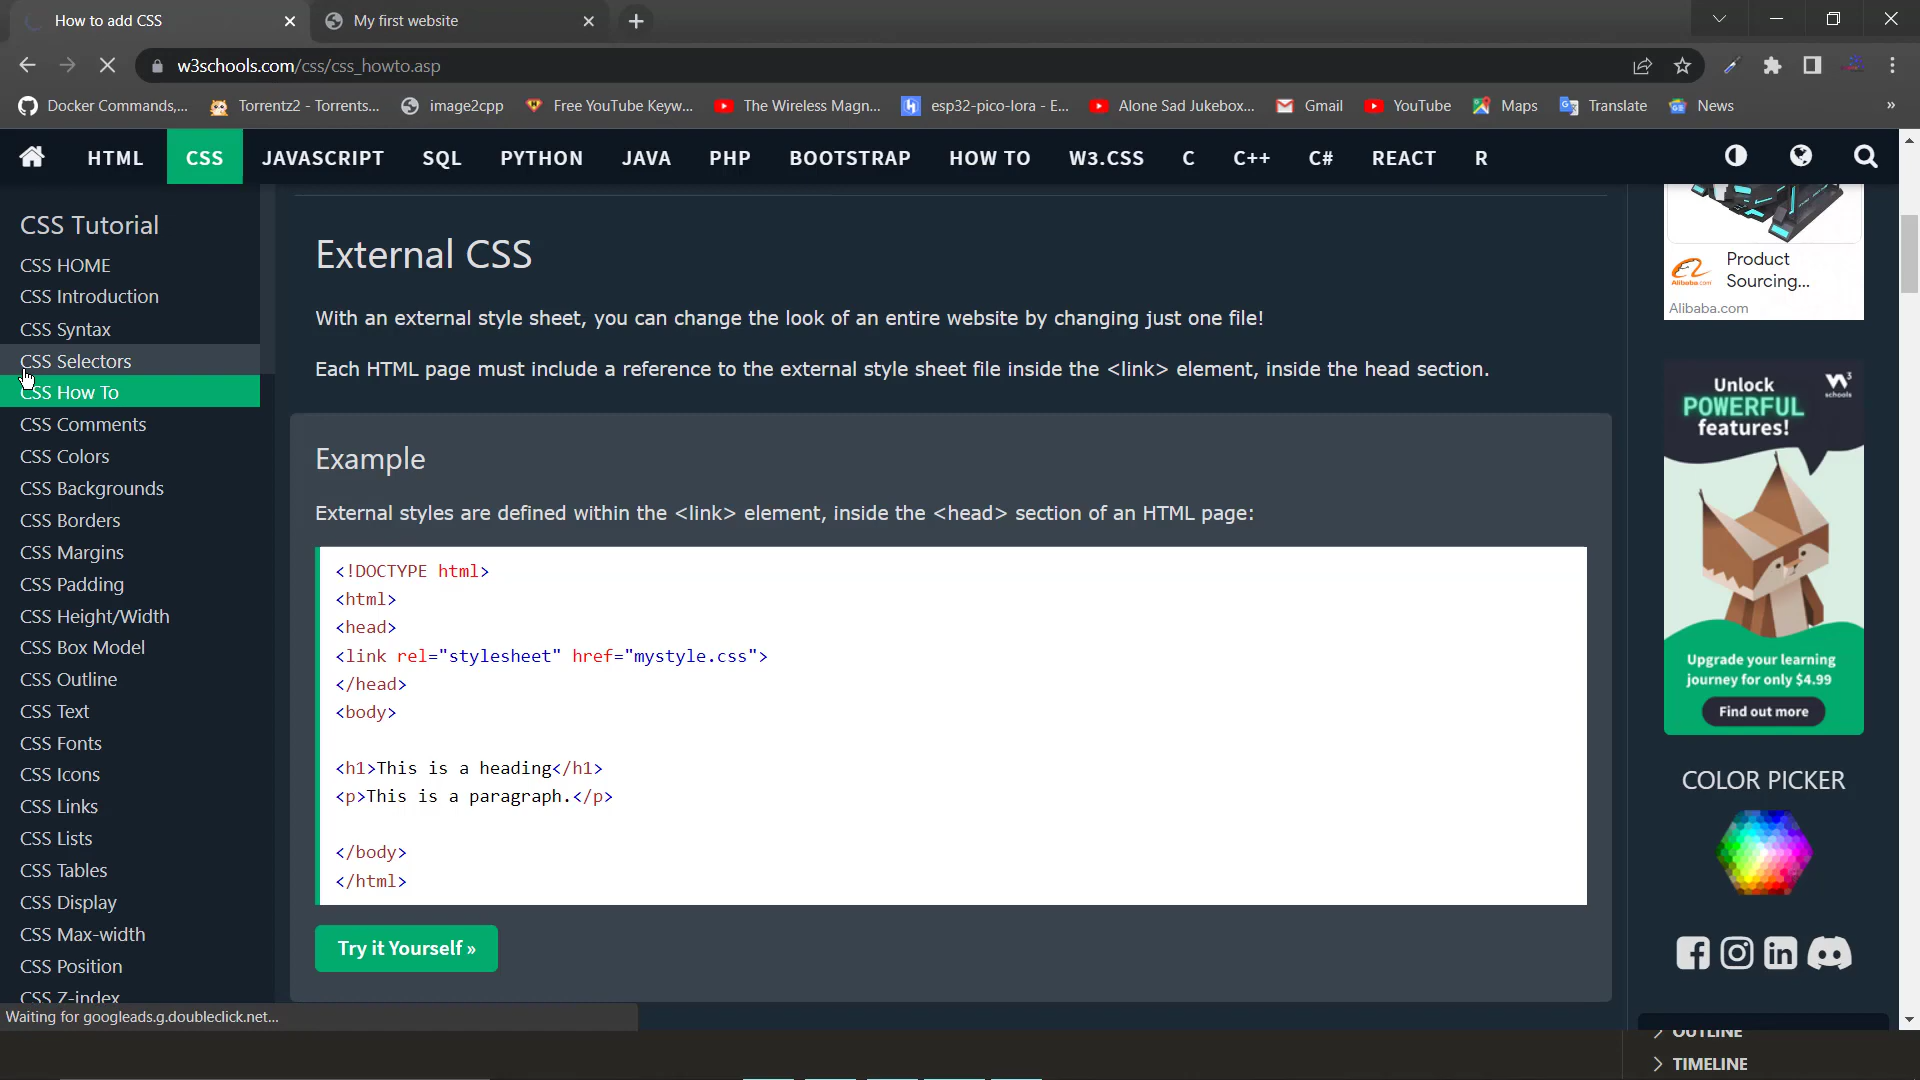 How to add CSS
My first website
w3schools.com/css/css_howto.asp
Docker Commands,...
Torrentz2 - Torrents...
image2cpp
Free YouTube Keyw...
The Wireless Magn...
esp32-pico-lora - E...
Alone Sad Jukebox...
Gmail
YouTube
Maps
Translate
News
»
HTML
CSS
JAVASCRIPT
SQL
PYTHON
JAVA
PHP
BOOTSTRAP
HOW TO
W3.CSS
C
C++
C#
REACT
R
CSS Tutorial
CSS HOME
CSS Introduction
CSS Syntax
CSS Selectors
CSS How To
CSS Comments
CSS Colors
CSS Backgrounds
CSS Borders
CSS Margins
CSS Padding
CSS Height/Width
CSS Box Model
CSS Outline
CSS Text
CSS Fonts
CSS Icons
CSS Links
CSS Lists
CSS Tables
CSS Display
CSS Max-width
CSS Position
CSS Z-index
External CSS
With an external style sheet, you can change the look of an entire website by changing just one file!
Each HTML page must include a reference to the external style sheet file inside the <link> element, inside the head section.
Example
External styles are defined within the <link> element, inside the <head> section of an HTML page:
<!DOCTYPE html>
<html>
<head>
<link rel="stylesheet" href="mystyle.css">
</head>
<body>
<h1>This is a heading</h1>
<p>This is a paragraph.</p>
</body>
</html>
Try it Yourself »
Product
Sourcing...
Alibaba.com
Alibaba.com
Unlock
POWERFUL
features!
W3
schools
Upgrade your learning
journey for only $4.99
Find out more
COLOR PICKER
Waiting for googleads.g.doubleclick.net...
OUTLINE
TIMELINE